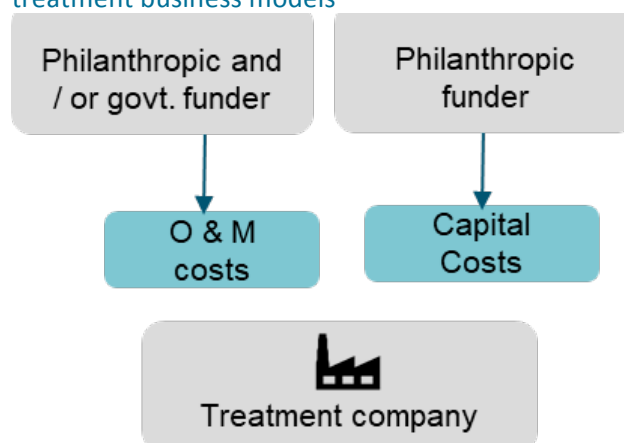 treatment business models
Philanthropic and
/ or govt. funder
Philanthropic
funder
O & M
costs
Capital
Costs
Treatment company